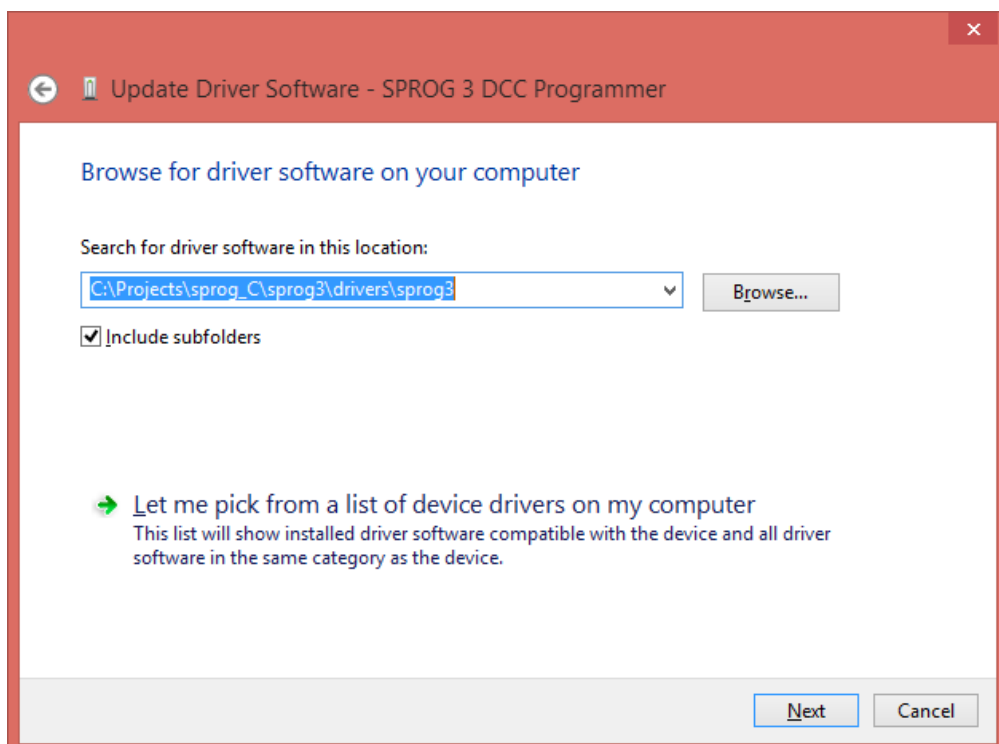 Update Driver Software - SPROG 3 DCC Programmer
Browse for driver software on your computer
Search for driver software in this location:
C:\Projects\sprog_C\sprog3\drivers\sprog3
Browse...
Include subfolders
Let me pick from a list of device drivers on my computer
This list will show installed driver software compatible with the device and all driver
software in the same category as the device.
Next
Cancel